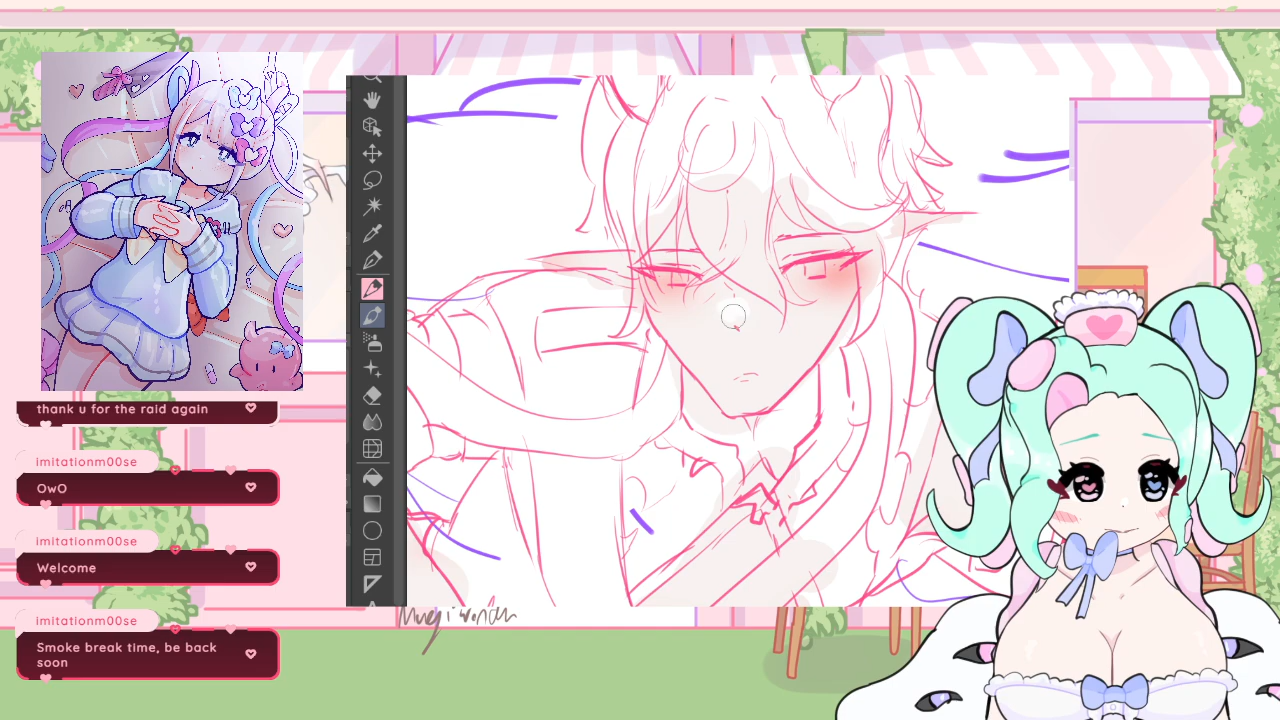 thank u for the raid again
imitationm00se
OwO
imitationm00se
Welcome
imitationm00se
Smoke break time, be back
soon